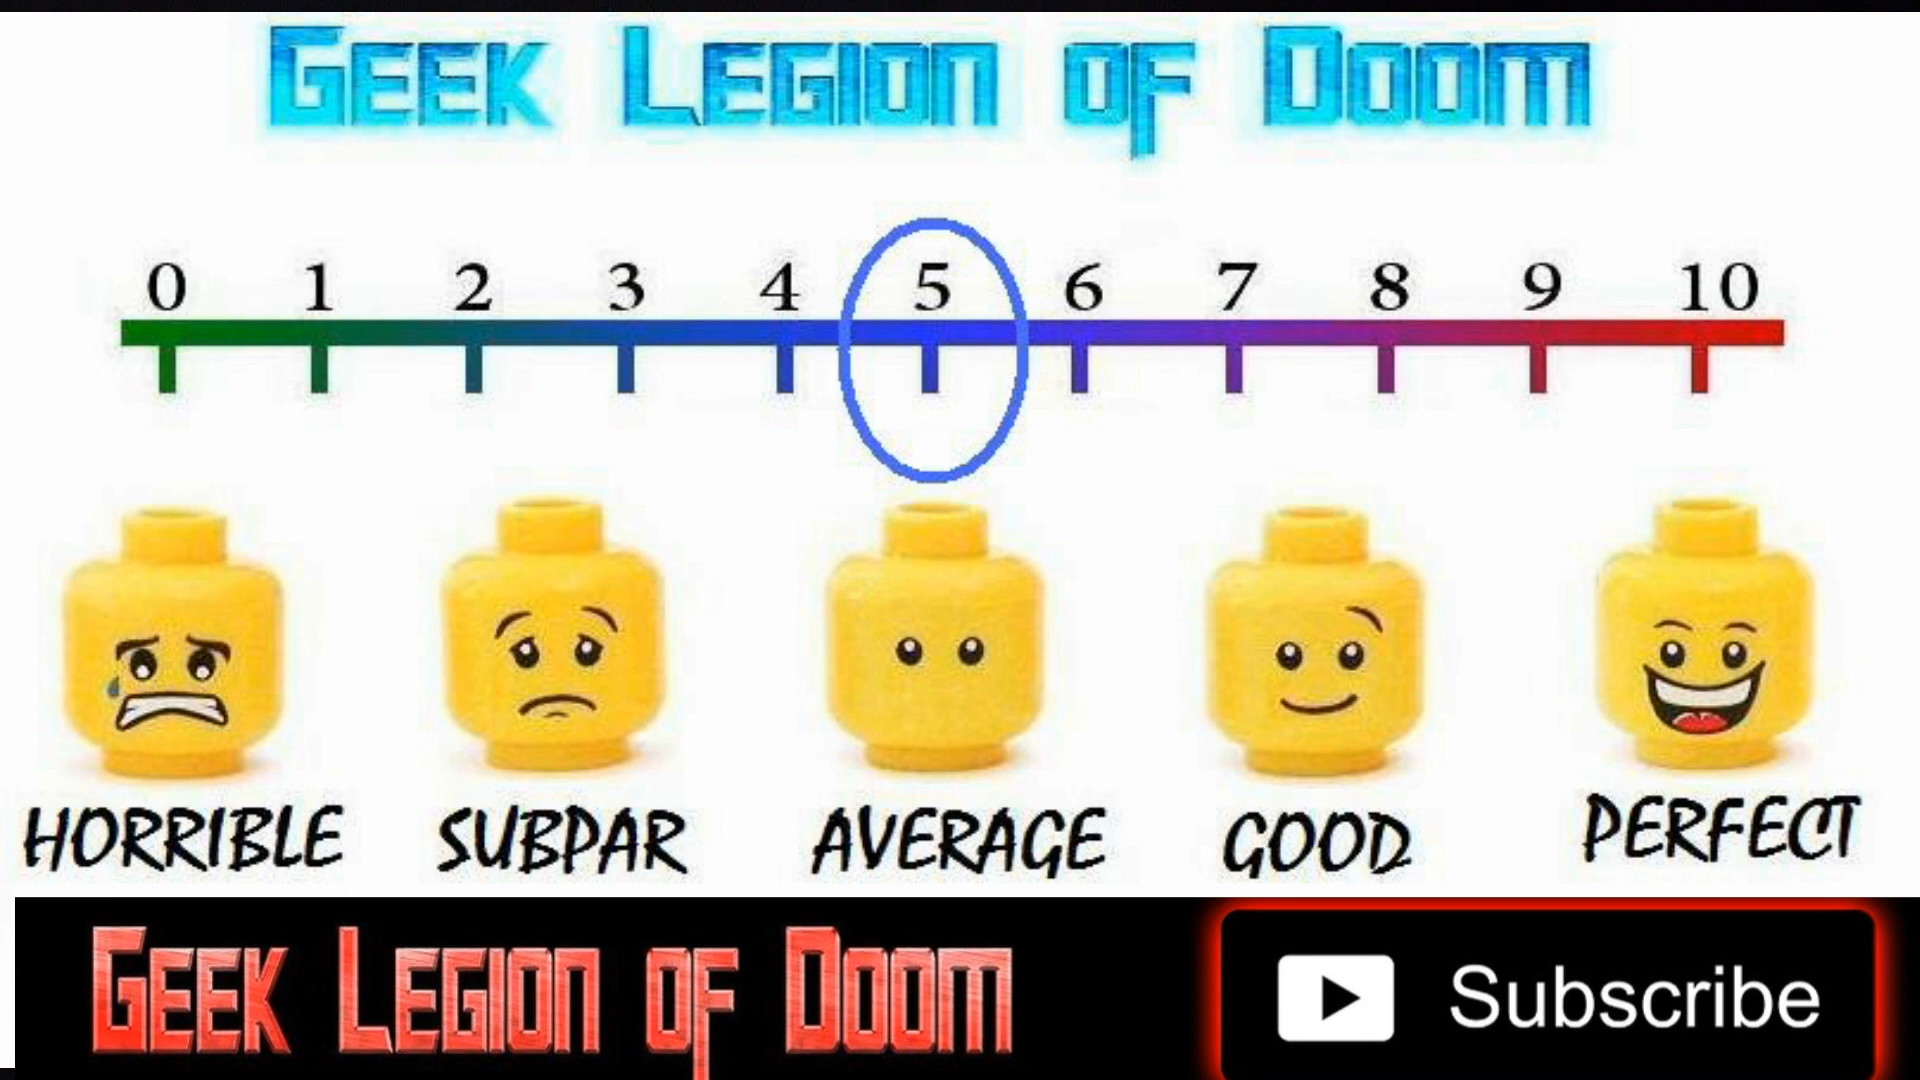 Geek Legion of Doom
0 1 2 3 4 5 6 7 8 9 10
HORRIBLE SUBPAR AVERAGE GOOD PERFECT
Geek Legion of Doom Subscribe